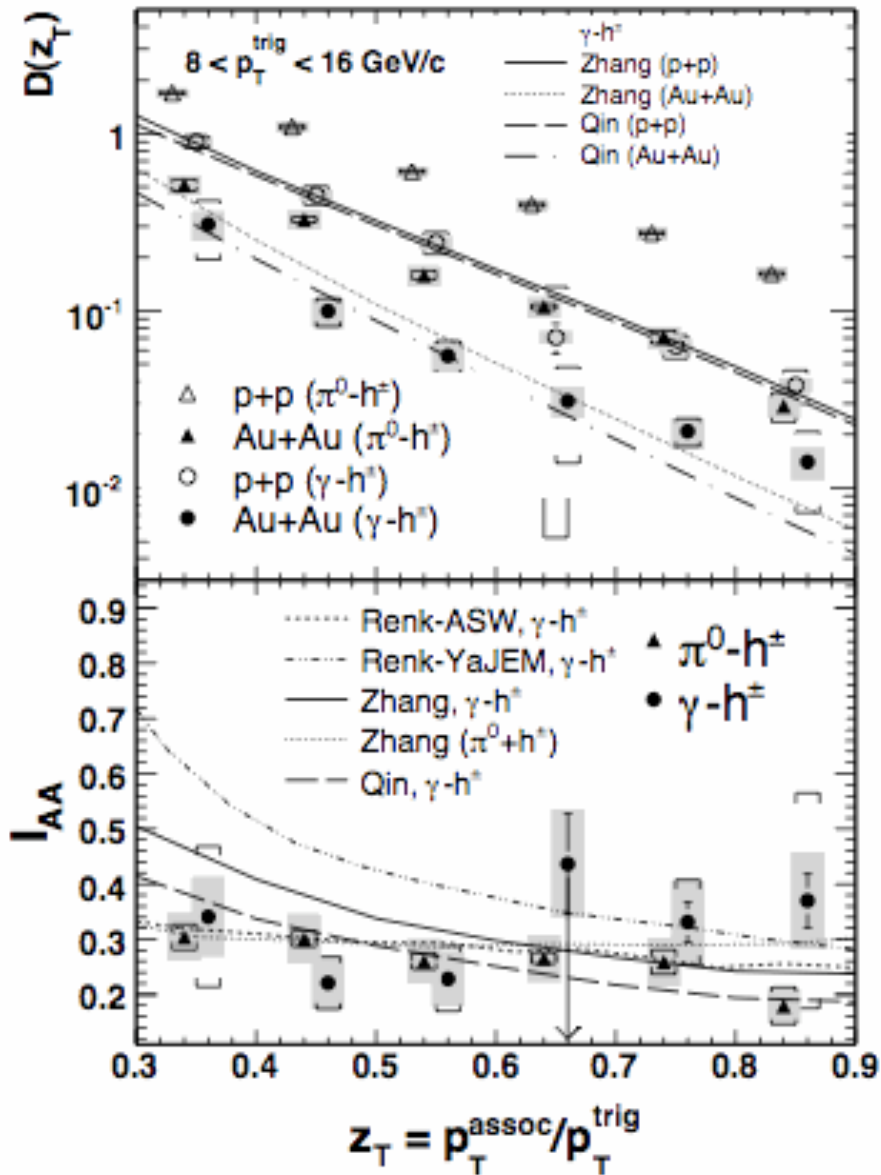 D(z_T)
8 < p_T^trig < 16 GeV/c
γ-h±
Zhang (p+p)
Zhang (Au+Au)
Qin (p+p)
Qin (Au+Au)
1
10⁻¹
10⁻²
p+p (π⁰-h±)
Au+Au (π⁰-h±)
p+p (γ-h±)
Au+Au (γ-h±)
I_AA
0.9
0.8
0.7
0.6
0.5
0.4
0.3
0.2
Renk-ASW, γ-h±
Renk-YaJEM, γ-h±
Zhang, γ-h±
Zhang (π⁰+h±)
Qin, γ-h±
π⁰-h±
γ-h±
0.3 0.4 0.5 0.6 0.7 0.8 0.9
z_T = p_T^assoc/p_T^trig